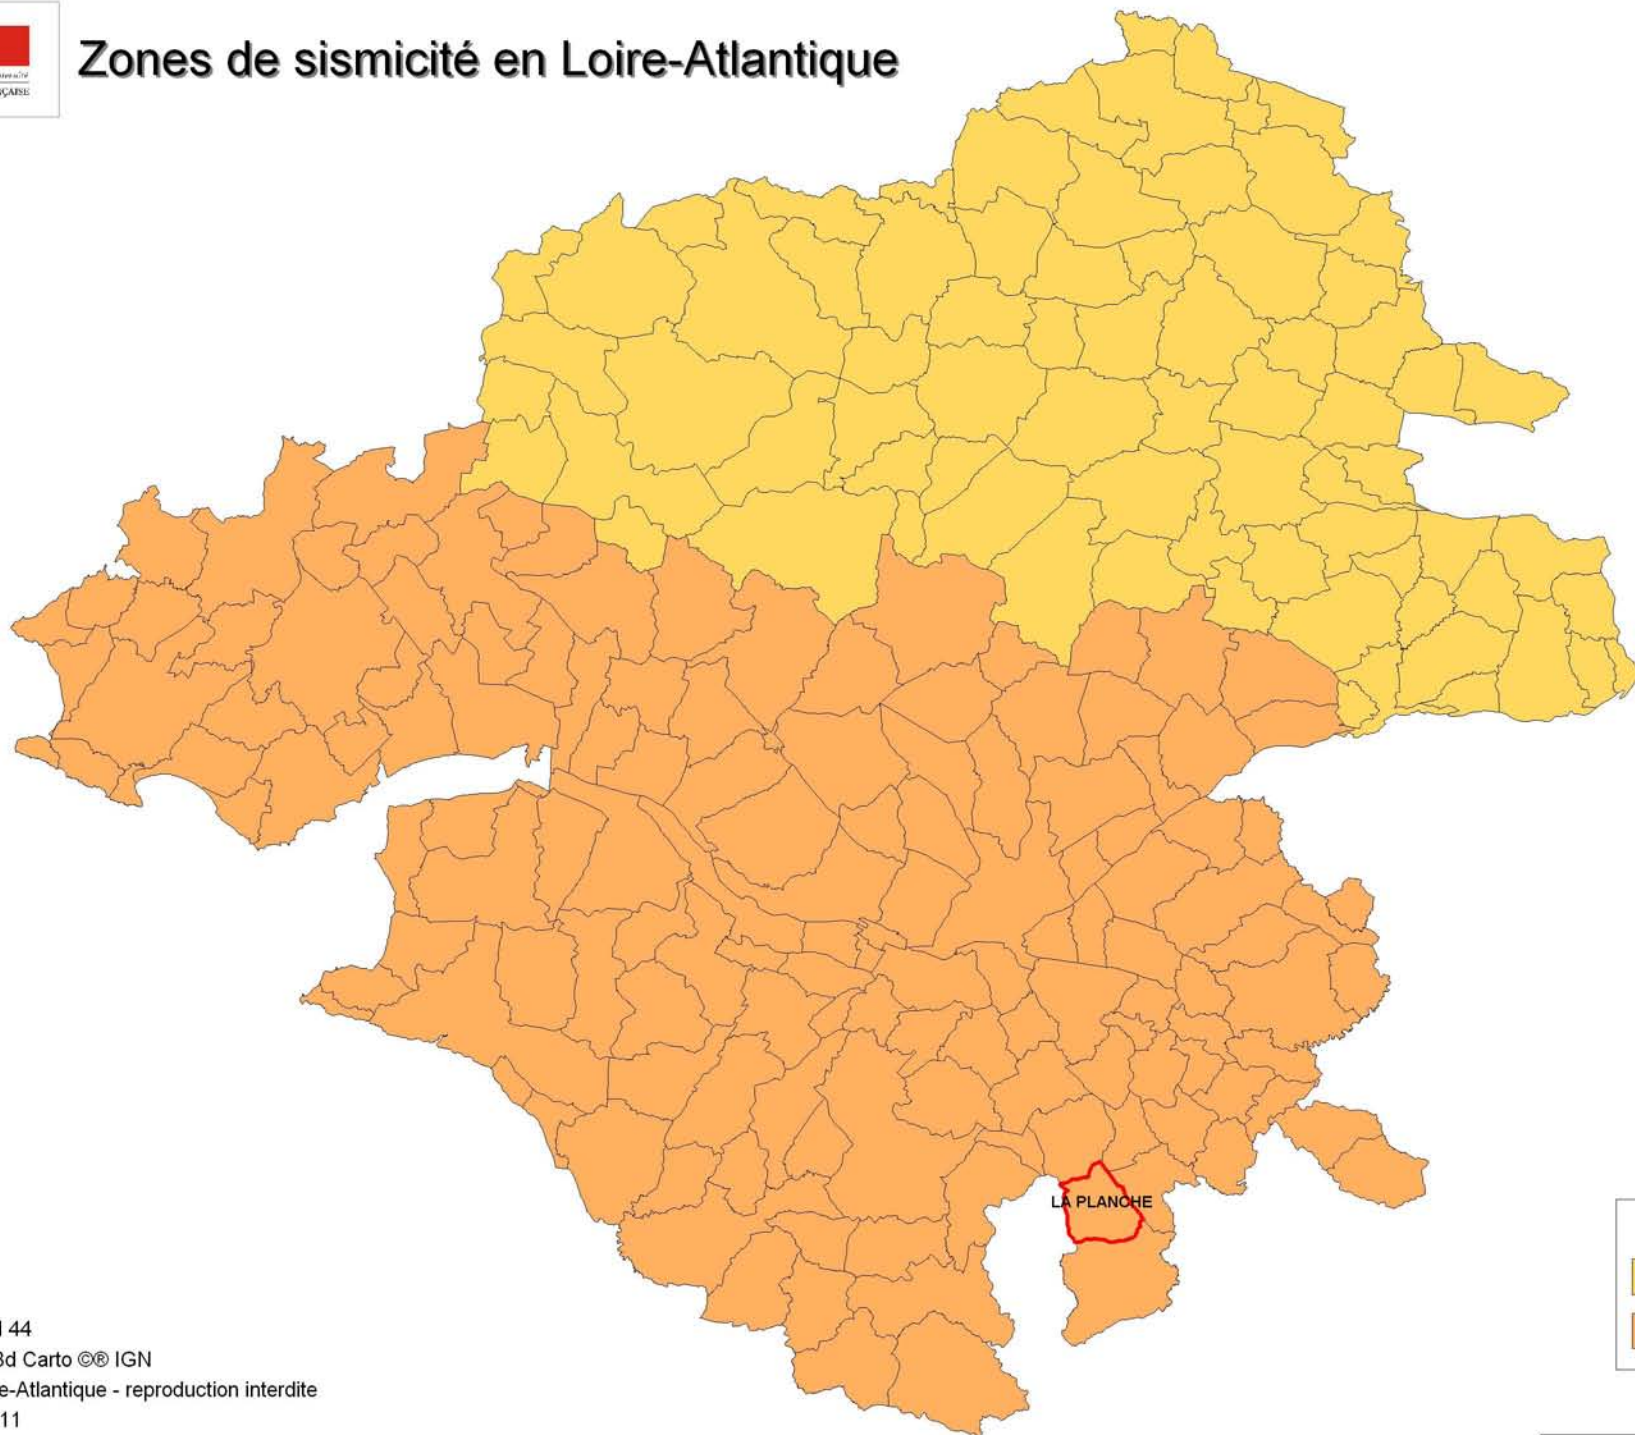 Zones de sismicité en Loire-Atlantique
LA PLANCHE
44
3d Carto ©® IGN
e-Atlantique - reproduction interdite
11